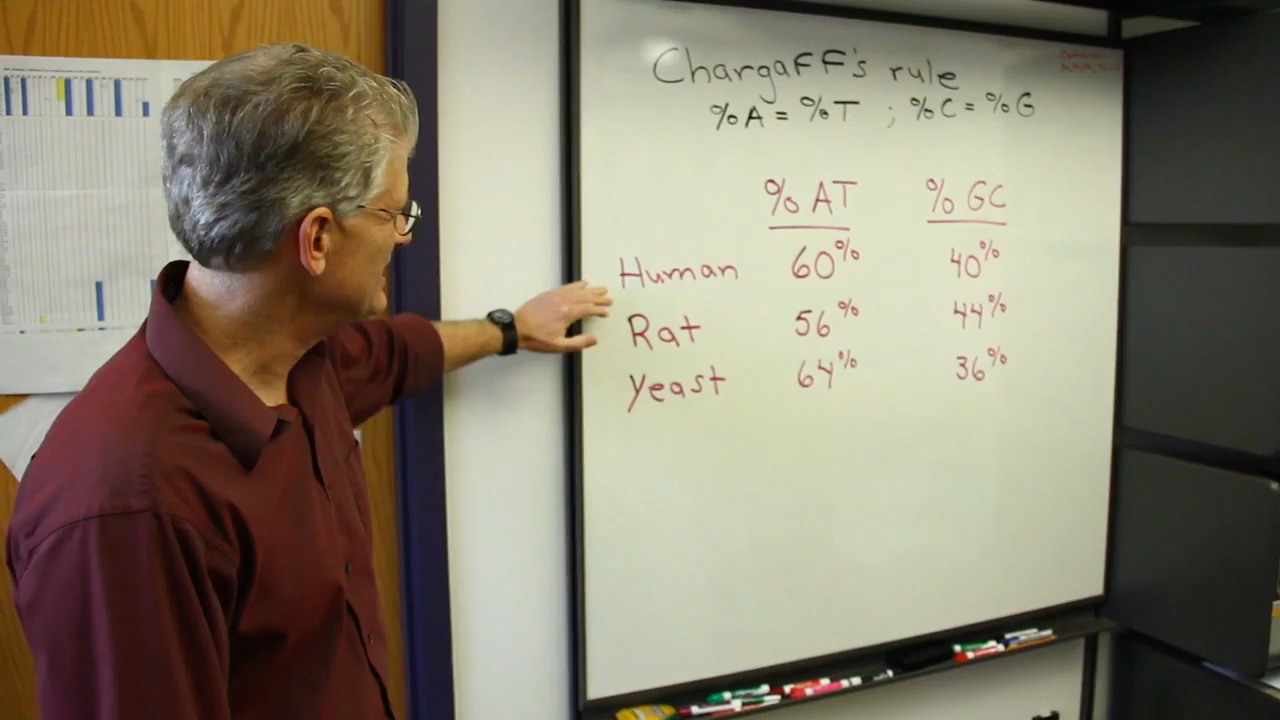 Chargaff's rule
%A = %T ; %C = %G
% AT % GC
Human 60% 40%
Rat 56% 44%
Yeast 64% 36%